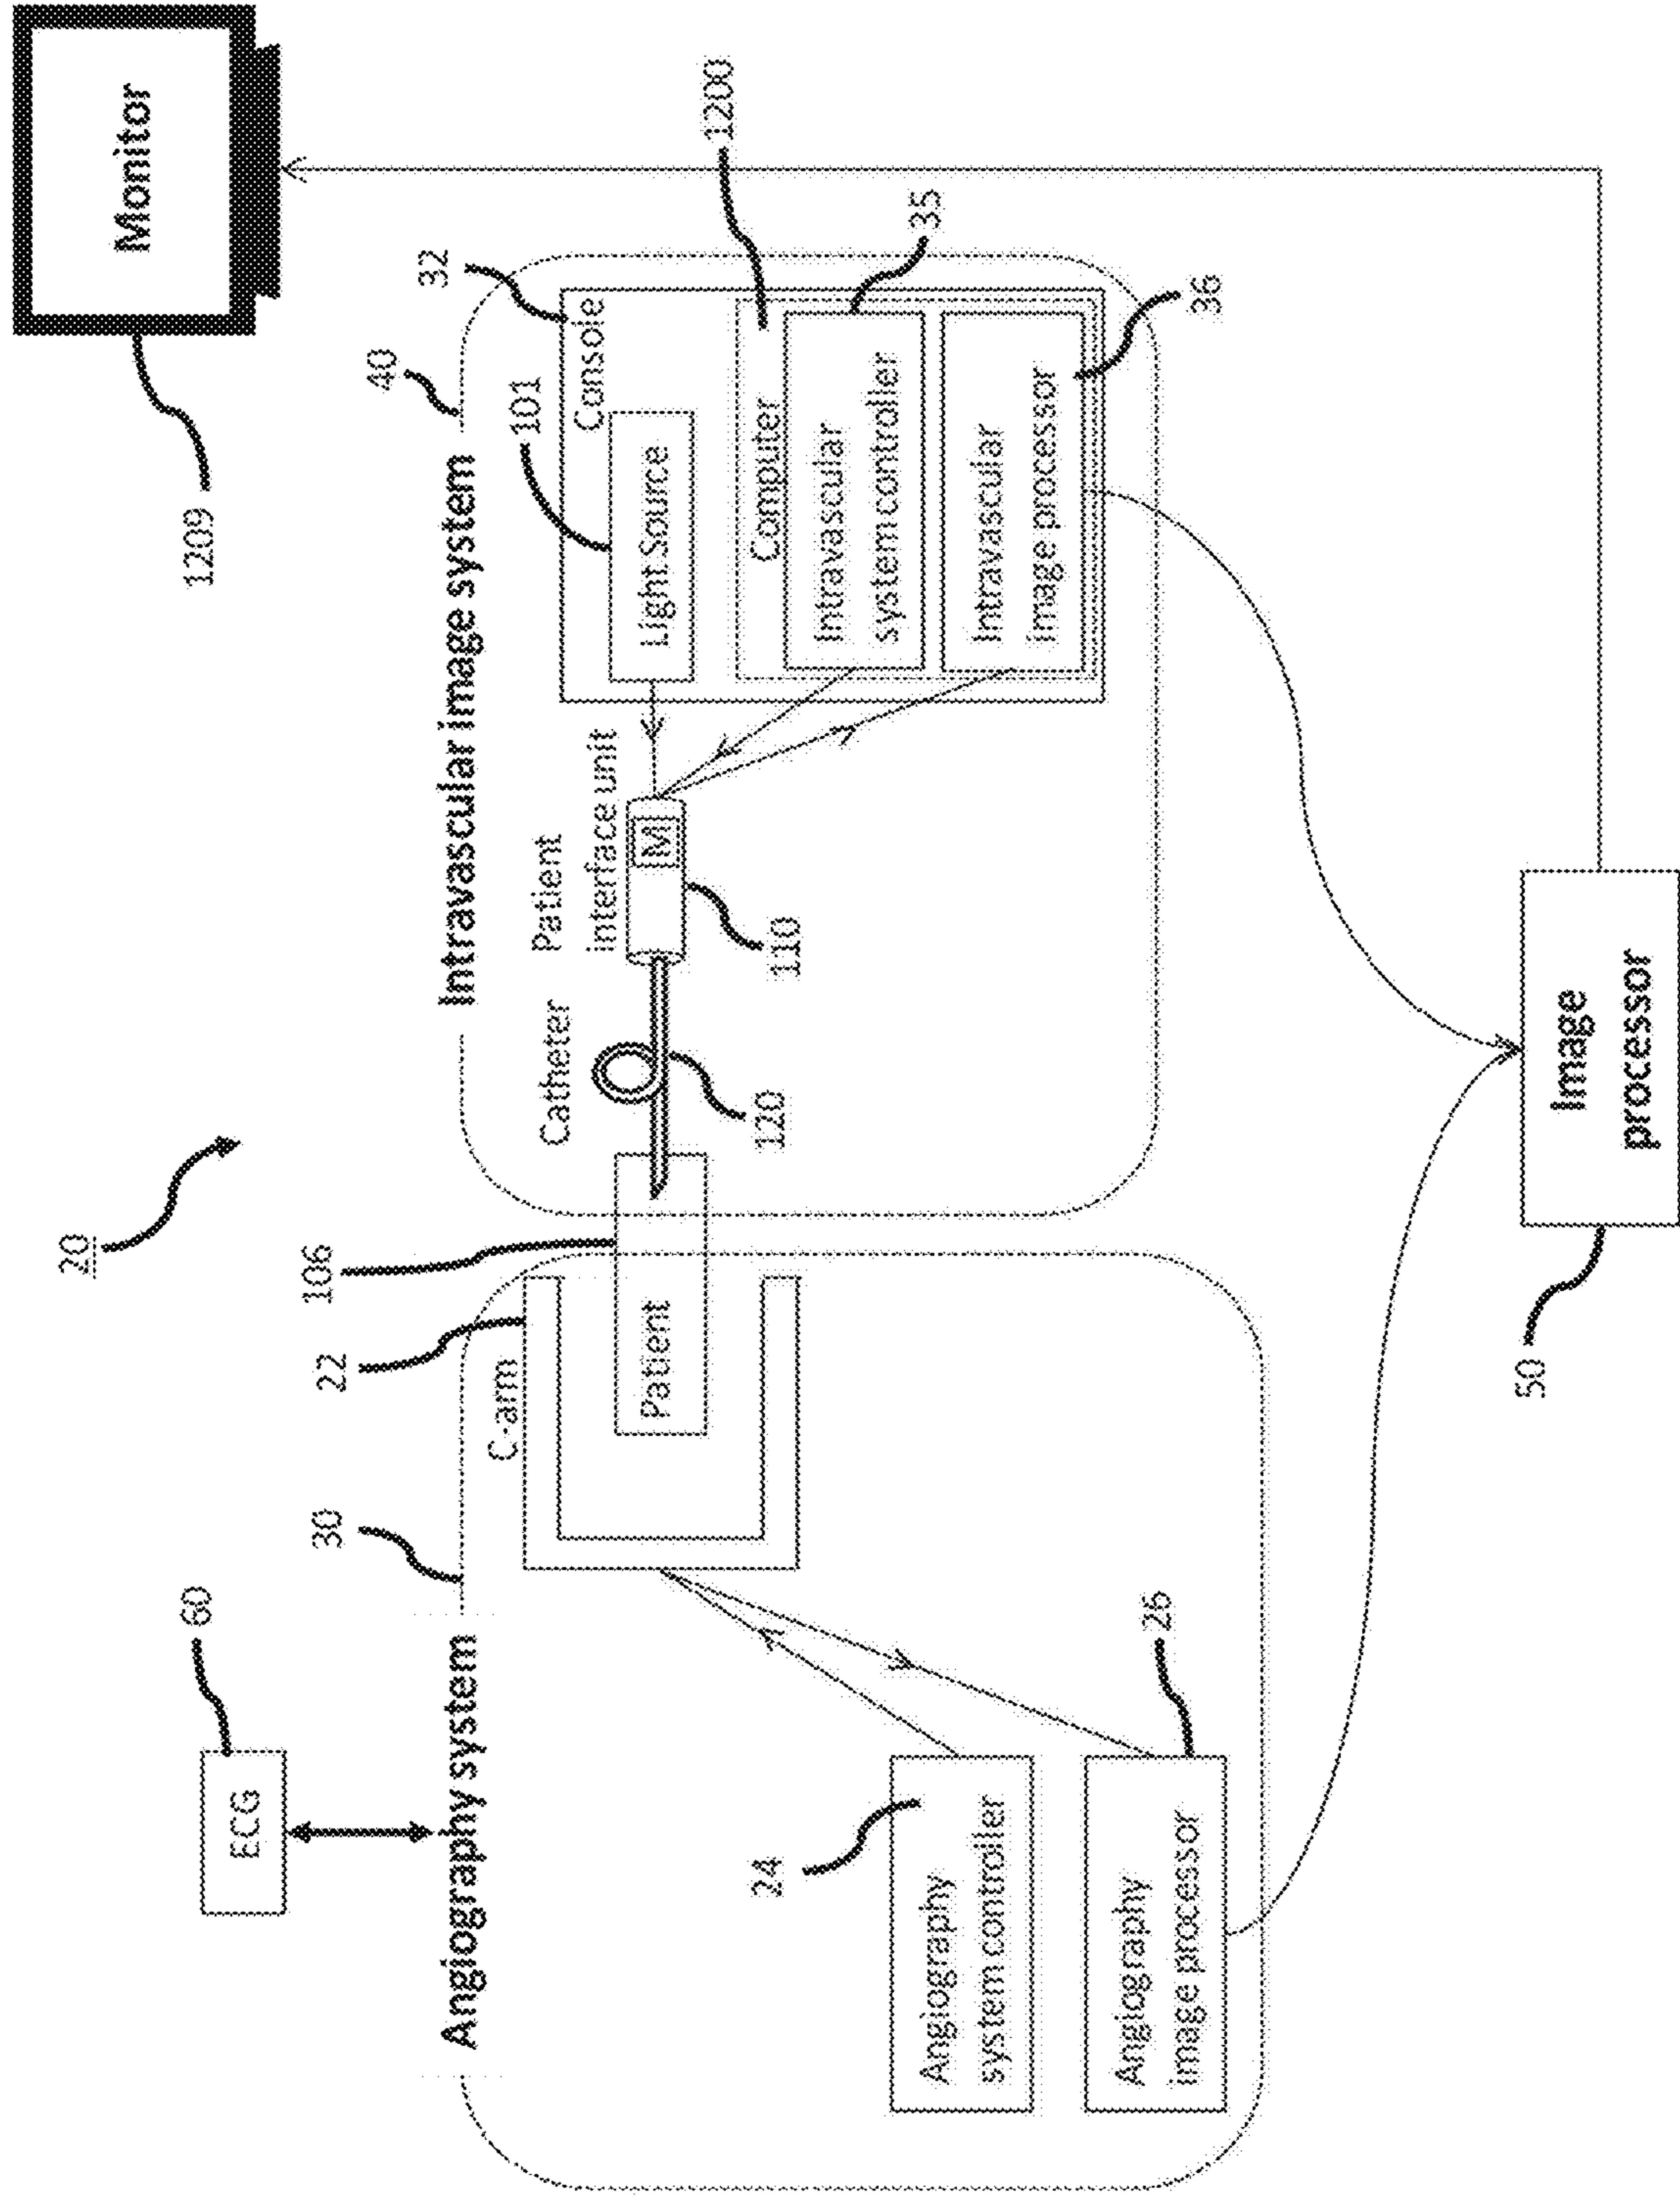 20
1209
Monitor
60
ECG
Angiography system
30
22
C-arm
106
Patient
24
Angiography
system controller
26
Angiography
image processor
Intravascular image system
40
32
Catheter
120
Patient
interface unit
M
110
101
Console
Light Source
1200
Computer
35
Intravascular
system controller
36
Intravascular
image processor
50
Image
processor